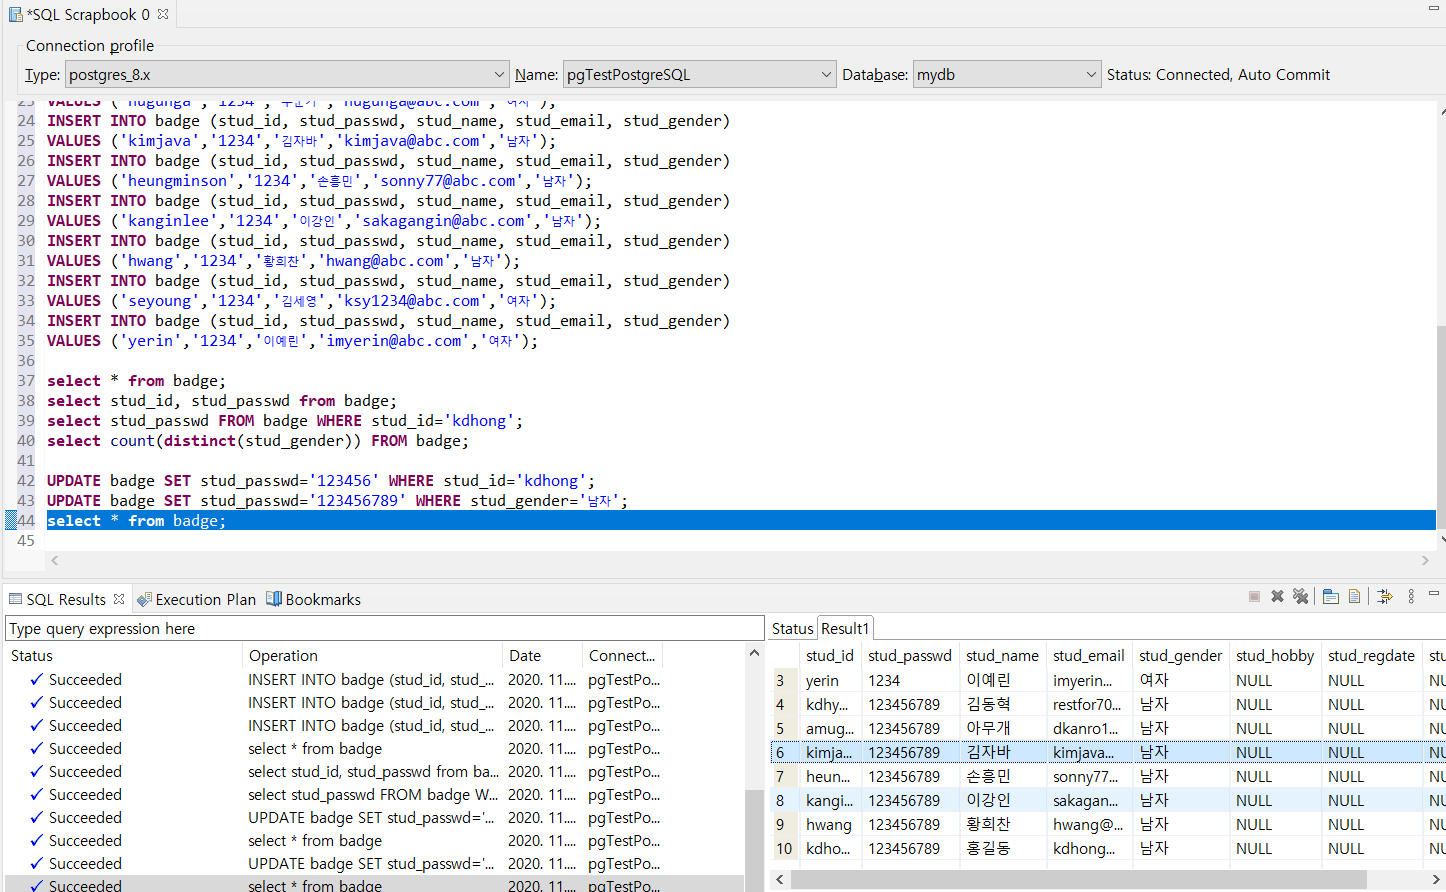 *SQL Scrapbook 0
Connection profile
Type: postgres_8.x Name: pgTestPostgreSQL Database: mydb Status: Connected, Auto Commit
23 VALUES ('hugunga','1234', 'hugunga@abc.com','여자');
24 INSERT INTO badge (stud_id, stud_passwd, stud_name, stud_email, stud_gender)
25 VALUES ('kimjava','1234','김자바','kimjava@abc.com','남자');
26 INSERT INTO badge (stud_id, stud_passwd, stud_name, stud_email, stud_gender)
27 VALUES ('heungminson','1234','손흥민','sonny77@abc.com','남자');
28 INSERT INTO badge (stud_id, stud_passwd, stud_name, stud_email, stud_gender)
29 VALUES ('kanginlee','1234','이강인','sakagangin@abc.com','남자');
30 INSERT INTO badge (stud_id, stud_passwd, stud_name, stud_email, stud_gender)
31 VALUES ('hwang','1234','황희찬','hwang@abc.com','남자');
32 INSERT INTO badge (stud_id, stud_passwd, stud_name, stud_email, stud_gender)
33 VALUES ('seyoung','1234','김세영','ksy1234@abc.com','여자');
34 INSERT INTO badge (stud_id, stud_passwd, stud_name, stud_email, stud_gender)
35 VALUES ('yerin','1234','이예린','imyerin@abc.com','여자');
36
37 select * from badge;
38 select stud_id, stud_passwd from badge;
39 select stud_passwd FROM badge WHERE stud_id='kdhong';
40 select count(distinct(stud_gender)) FROM badge;
41
42 UPDATE badge SET stud_passwd='123456' WHERE stud_id='kdhong';
43 UPDATE badge SET stud_passwd='123456789' WHERE stud_gender='남자';
44 select * from badge;
45
SQL Results Execution Plan Bookmarks
Type query expression here
Status Operation Date Connect...
Succeeded INSERT INTO badge (stud_id, stud_... 2020. 11.... pgTestPo...
Succeeded INSERT INTO badge (stud_id, stud_... 2020. 11.... pgTestPo...
Succeeded INSERT INTO badge (stud_id, stud_... 2020. 11.... pgTestPo...
Succeeded select * from badge 2020. 11.... pgTestPo...
Succeeded select stud_id, stud_passwd from ba... 2020. 11.... pgTestPo...
Succeeded select stud_passwd FROM badge W... 2020. 11.... pgTestPo...
Succeeded UPDATE badge SET stud_passwd='... 2020. 11.... pgTestPo...
Succeeded select * from badge 2020. 11.... pgTestPo...
Succeeded UPDATE badge SET stud_passwd='... 2020. 11.... pgTestPo...
Succeeded select * from badge 2020. 11.... pgTestPo...
Status Result1
stud_id stud_passwd stud_name stud_email stud_gender stud_hobby stud_regdate stu
3 yerin 1234 이예린 imyerin... 여자 NULL NULL NU
4 kdhy... 123456789 김동혁 restfor70... 남자 NULL NULL NU
5 amug... 123456789 아무개 dkanro1... 남자 NULL NULL NU
6 kimja... 123456789 김자바 kimjava... 남자 NULL NULL NU
7 heun... 123456789 손흥민 sonny77... 남자 NULL NULL NU
8 kangi... 123456789 이강인 sakagan... 남자 NULL NULL NU
9 hwang 123456789 황희찬 hwang@... 남자 NULL NULL NU
10 kdho... 123456789 홍길동 kdhong... 남자 NULL NULL NU